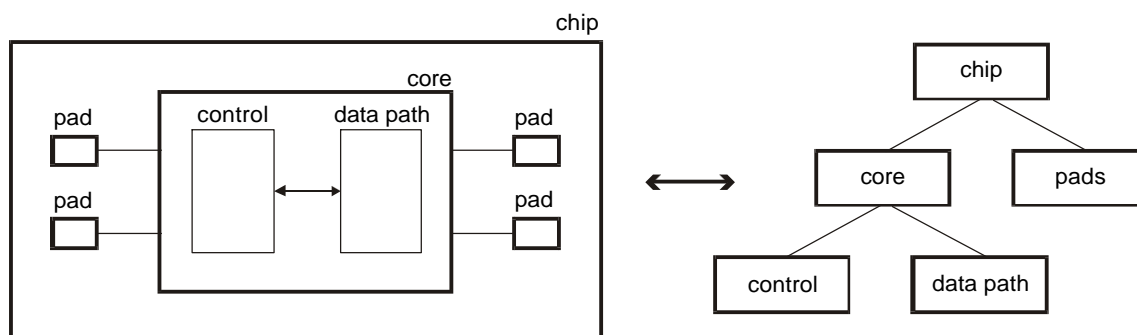 chip
core
control
data path
pad
pad
pad
pad
chip
core
pads
control
data path